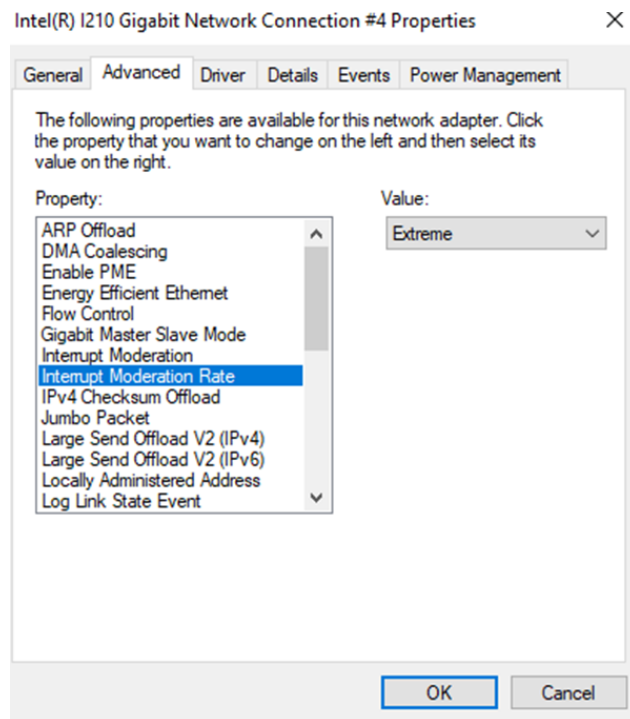 Intel(R) I210 Gigabit Network Connection #4 Properties
General Advanced Driver Details Events Power Management
The following properties are available for this network adapter. Click
the property that you want to change on the left and then select its
value on the right.
Property: Value:
Extreme
ARP Offload
DMA Coalescing
Enable PME
Energy Efficient Ethernet
Flow Control
Gigabit Master Slave Mode
Interrupt Moderation
Interrupt Moderation Rate
IPv4 Checksum Offload
Jumbo Packet
Large Send Offload V2 (IPv4)
Large Send Offload V2 (IPv6)
Locally Administered Address
Log Link State Event
OK Cancel